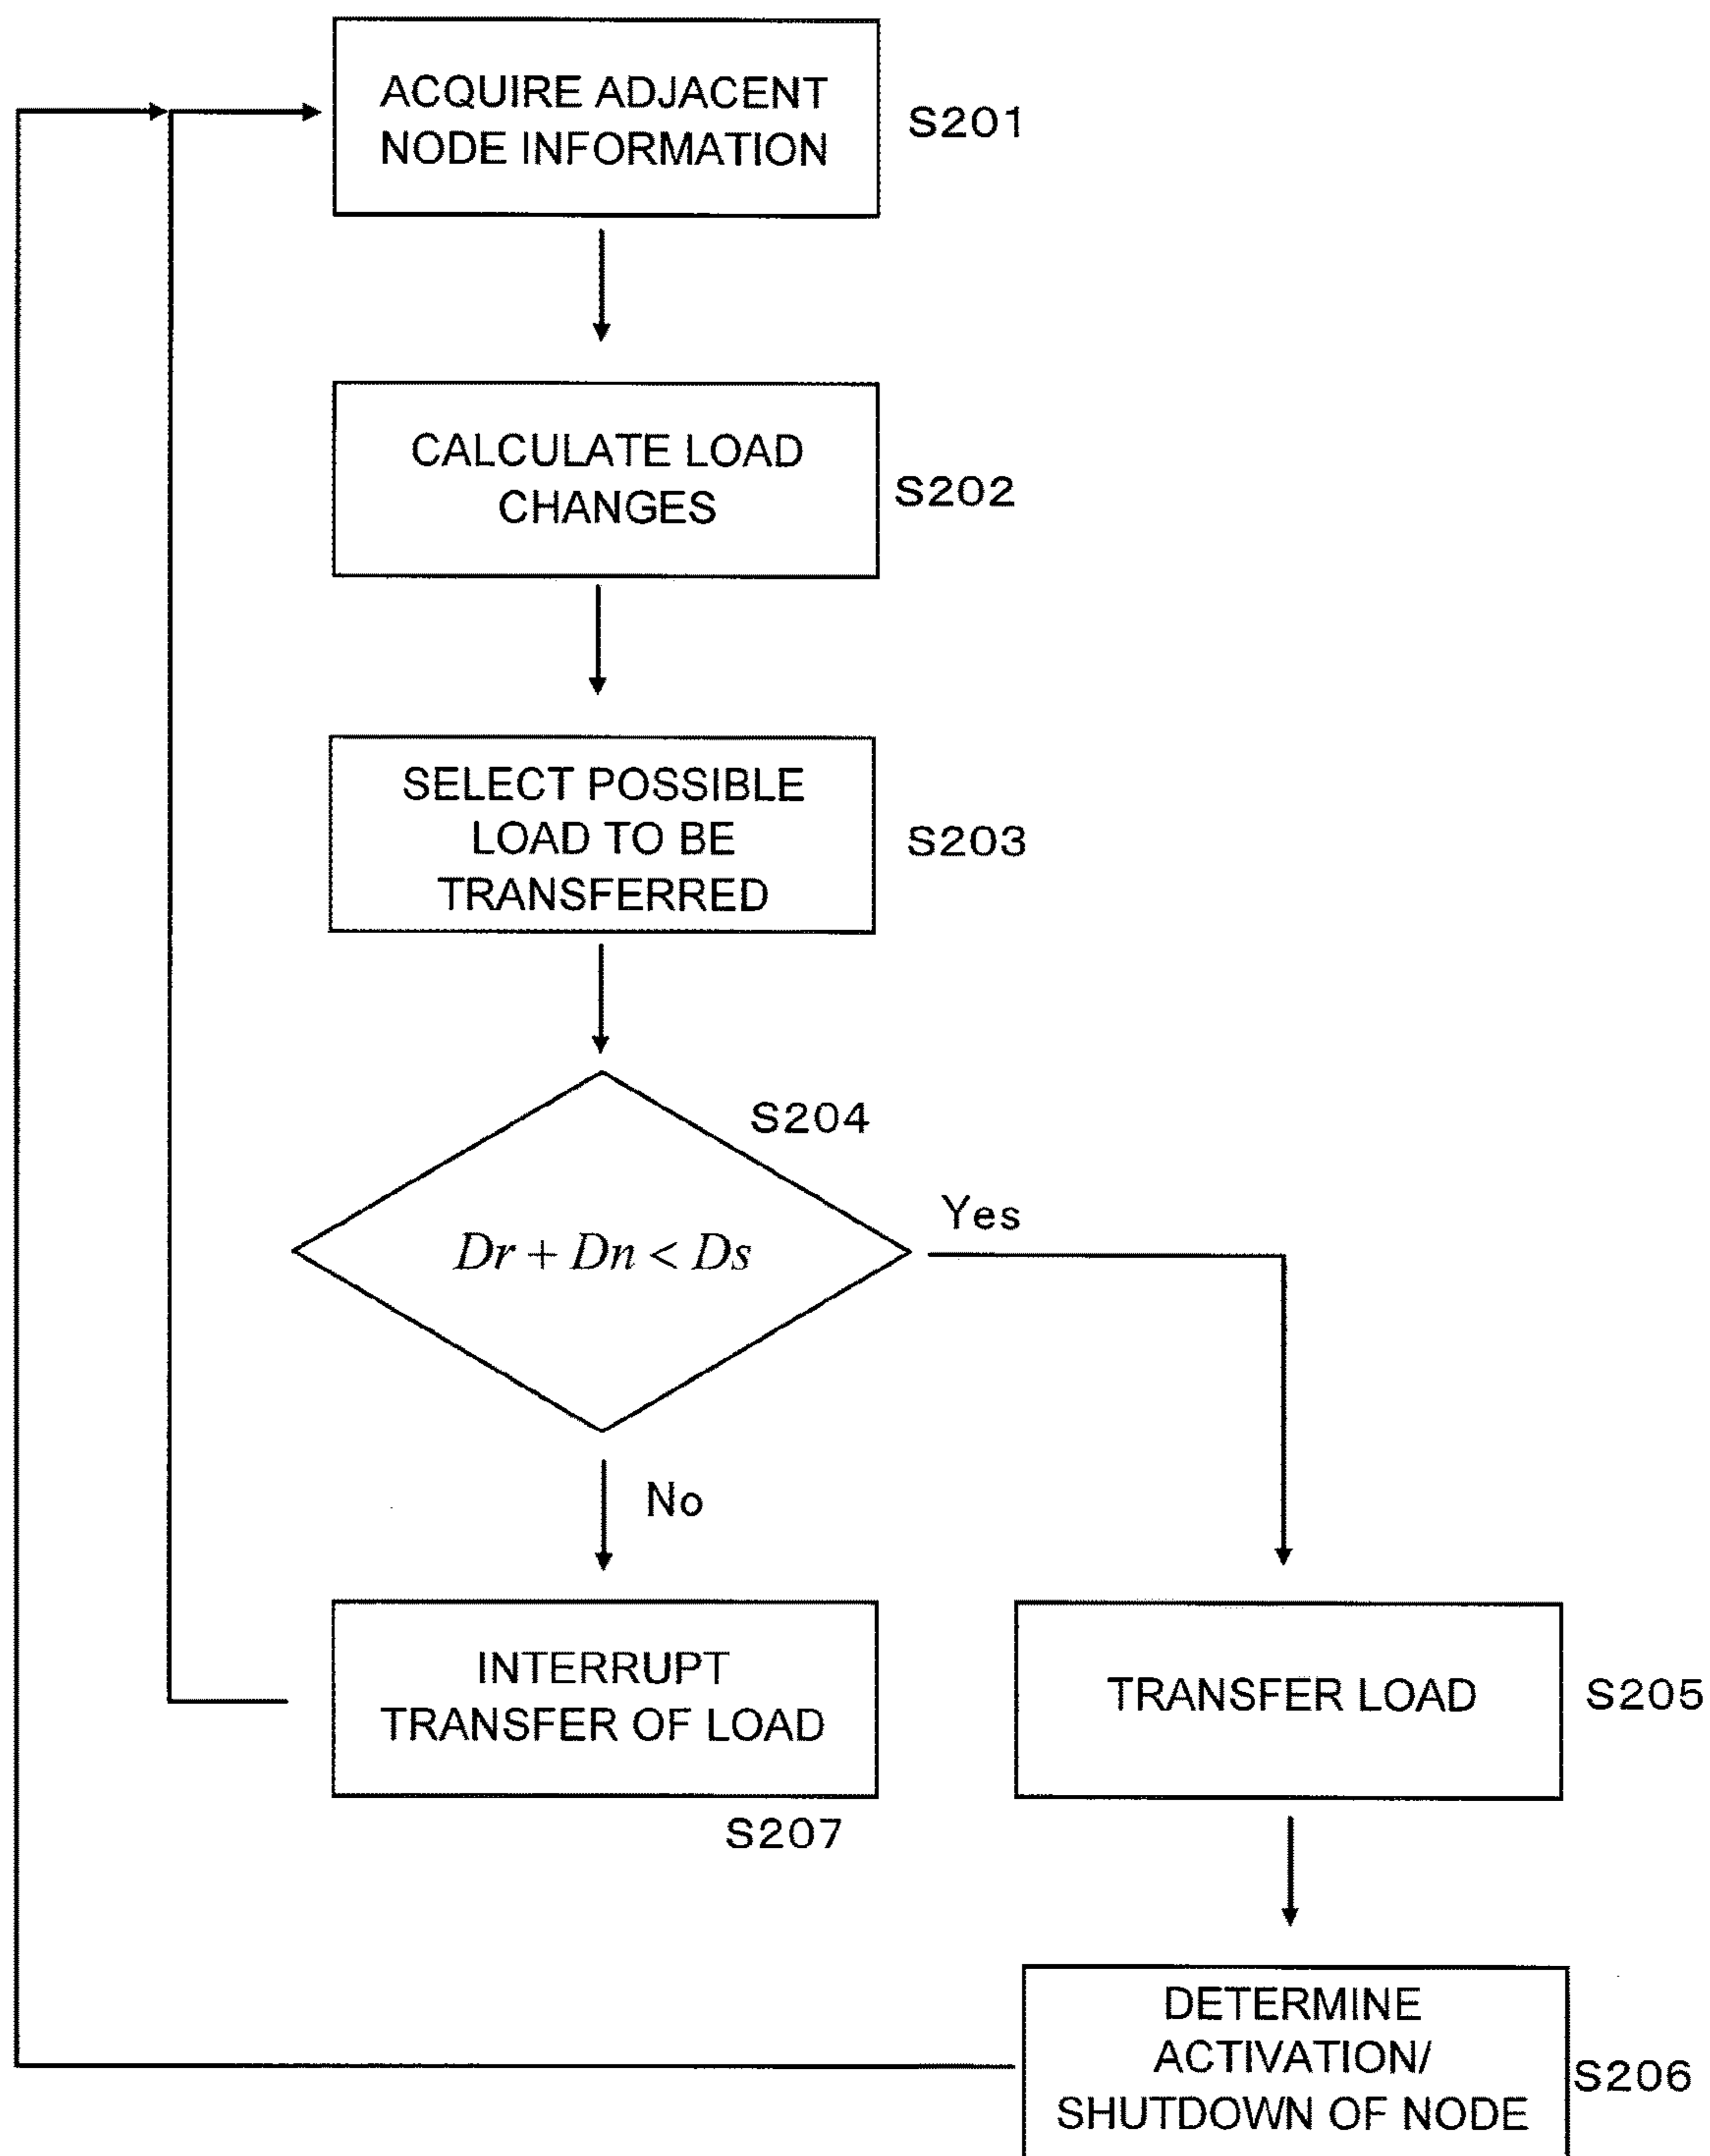 ACQUIRE ADJACENT
NODE INFORMATION
S201
CALCULATE LOAD
CHANGES
S202
SELECT POSSIBLE
LOAD TO BE
TRANSFERRED
S203
S204
Dr + Dn < Ds
Yes
No
INTERRUPT
TRANSFER OF LOAD
S207
TRANSFER LOAD
S205
DETERMINE
ACTIVATION/
SHUTDOWN OF NODE
S206